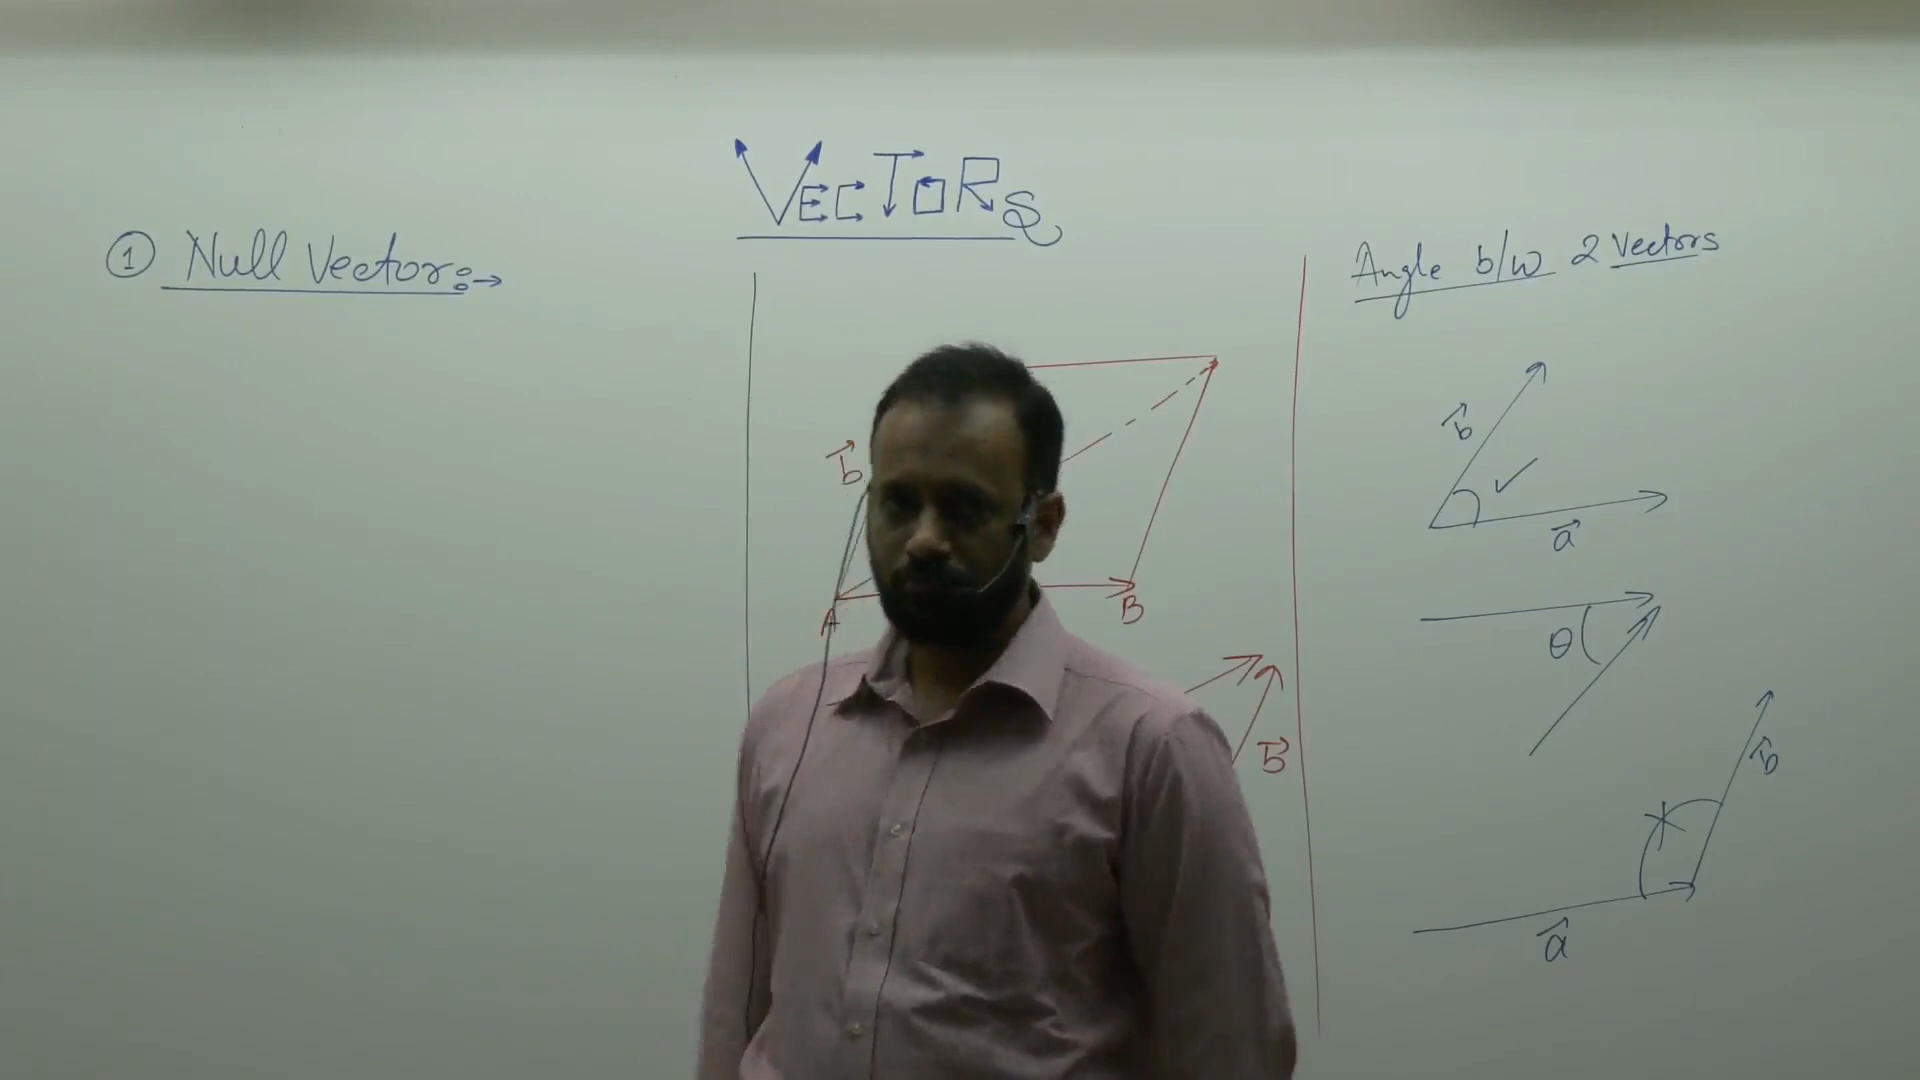 VECTORS
① Null Vector:→
b⃗
A
B
b⃗
Angle b/w 2 Vectors
b⃗
✓
a⃗
θ
b⃗
a⃗